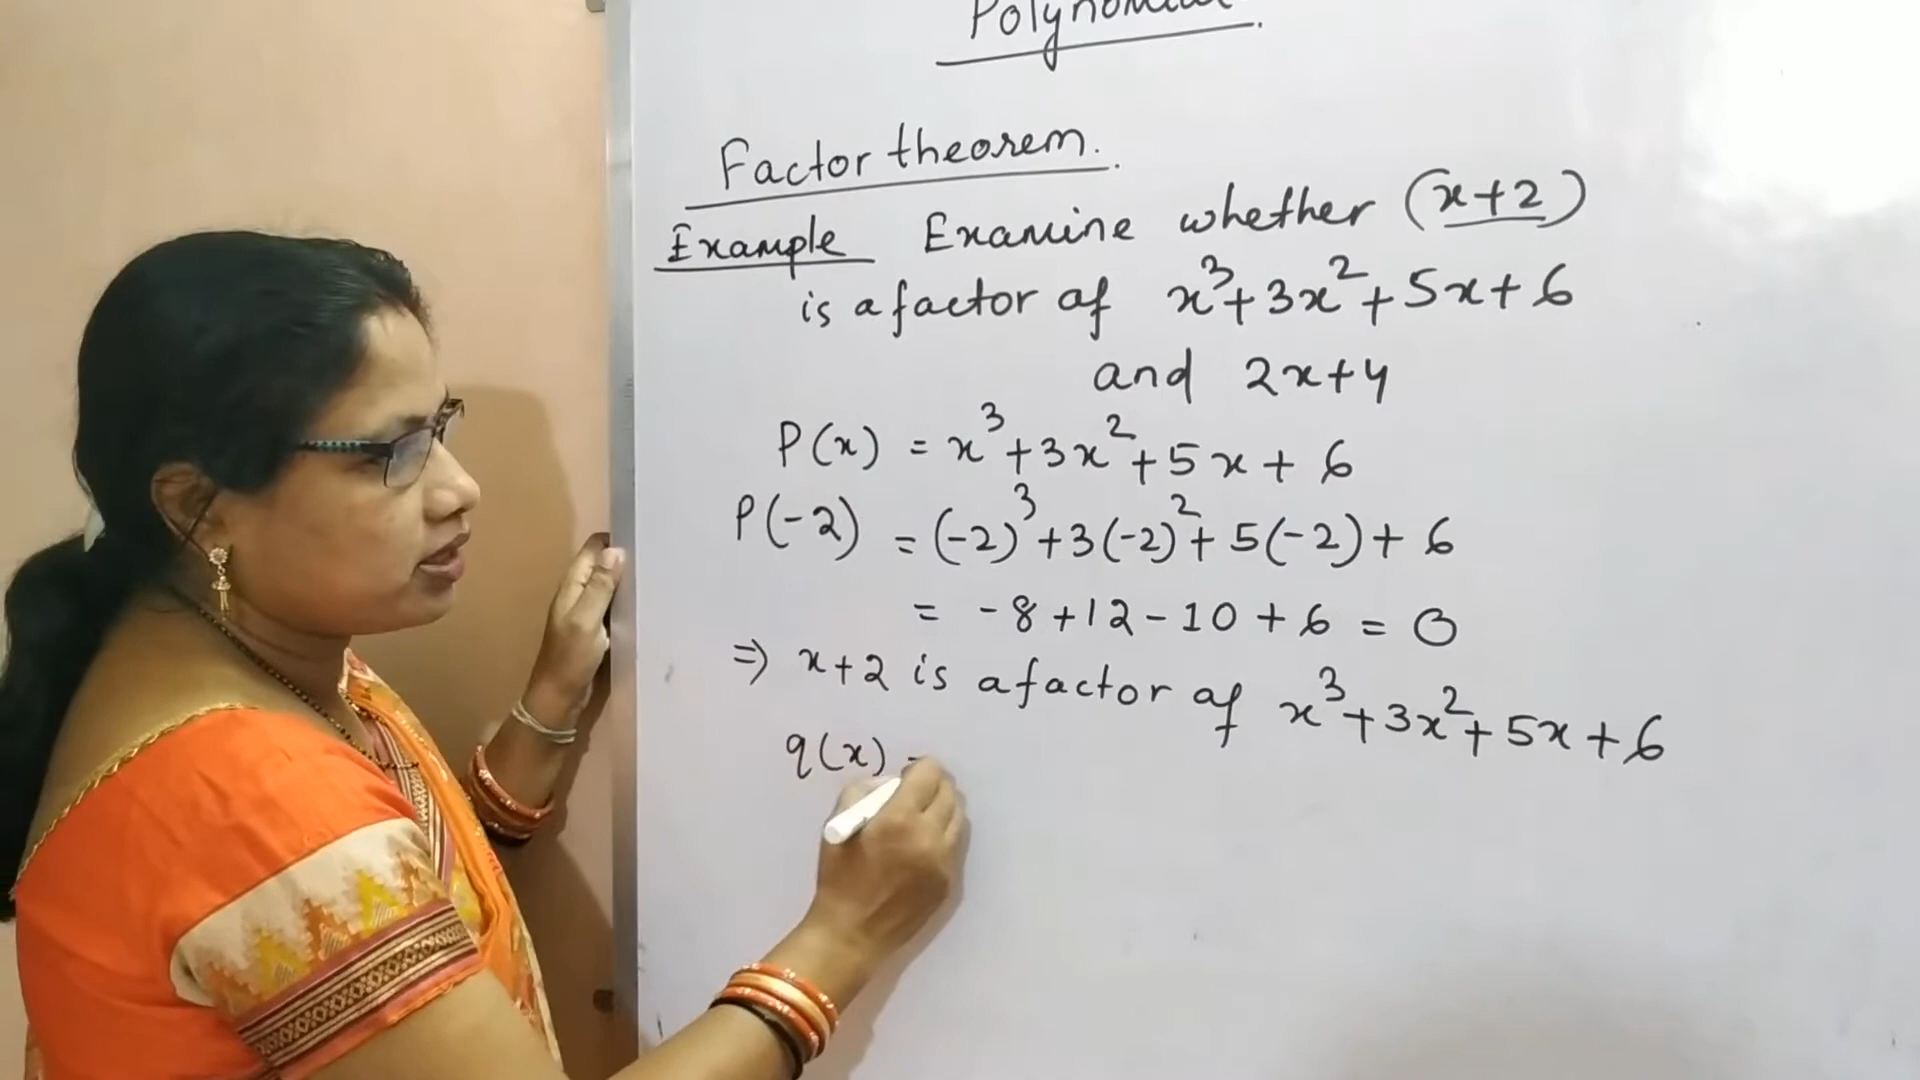 Polynomial
Factor theorem.
Example Examine whether (x+2)
is a factor of x³+3x²+5x+6
and 2x+4
P(x) = x³+3x²+5x+6
P(-2) = (-2)³+3(-2)²+5(-2)+6
= -8+12-10+6 = 0
⇒ x+2 is a factor of x³+3x²+5x+6
q(x) =